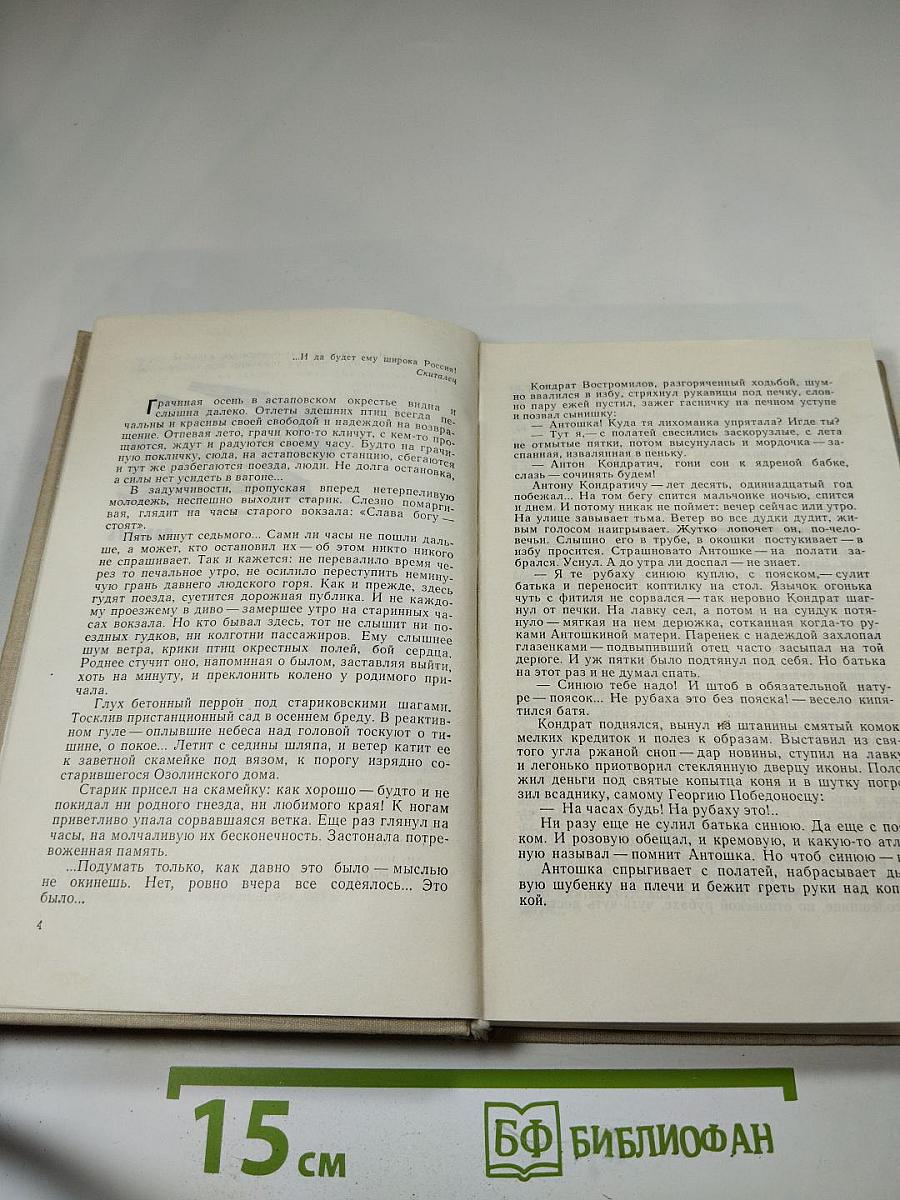 ...И да будет ему широка Россия!
Скиталец
Грачиная осень в астаповском окрестье видна и
слышна далеко. Отлеты здешних птиц всегда пе-
чальны и красивы своей свободой и надеждой на возвра-
щение. Отпевая лето, грачи кого-то кличут, с кем-то про-
щаются, ждут и радуются своему часу. Будто на грачи-
ную покличку, сюда, на астаповскую станцию, сбегаются
и тут же разбегаются поезда, люди. Не долга остановка,
а силы нет усидеть в вагоне...
В задумчивости, пропуская вперед нетерпеливую
молодежь, неспешно выходит старик. Слезно помарги-
вая, глядит на часы старого вокзала: «Слава богу —
стоят».
Пять минут седьмого... Сами ли часы не пошли даль-
ше, а может, кто остановил их — об этом никто никого
не спрашивает. Так и кажется: не перевалило время че-
рез то печальное утро, не осилило переступить немину-
чую грань давнего людского горя. Как и прежде, здесь
гудят поезда, суетится дорожная публика. И не каждо-
му проезжему в диво — замершее утро на старинных ча-
сах вокзала. Но кто бывал здесь, тот не слышит ни по-
ездных гудков, ни колготни пассажиров. Ему слышнее
шум ветра, крики птиц окрестных полей, бой сердца.
Роднее стучит оно, напоминая о былом, заставляя выйти,
хоть на минуту, и преклонить колено у родимого при-
чала.
Глух бетонный перрон под стариковскими шагами.
Тосклив пристанционный сад в осеннем бреду. В реактив-
ном гуле — оплывшие небеса над головой тоскуют о ти-
шине, о покое... Летит с седины шляпа, и ветер катит ее
к заветной скамейке под вязом, к порогу изрядно со-
старившегося Озолинского дома.
Старик присел на скамейку: как хорошо — будто и не
покидал ни родного гнезда, ни любимого края! К ногам
приветливо упала сорвавшаяся ветка. Еще раз глянул на
часы, на молчаливую их бесконечность. Застонала потре-
воженная память.
...Подумать только, как давно это было — мыслью
не окинешь. Нет, ровно вчера все содеялось... Это
было...
4
Кондрат Востромилов, разгоряченный ходьбой, шум-
но ввалился в избу, стряхнул рукавицы под печку, слов-
но пару ежей пустил, зажег гасничку на печном уступе
и позвал сынишку:
— Антошка! Куда тя лихоманка упрятала? Игде ты?
— Тут я, — с полатей свесились заскорузлые, с лета
не отмытые пятки, потом высунулась и мордочка — за-
спанная, извалянная в пеньку.
— Антон Кондратич, гони сон к ядреной бабке,
слазь — сочинять будем!
Антону Кондратичу — лет десять, одиннадцатый год
побежал... На том бегу спится мальчонке ночью, спится
и днем. И потому никак не поймет: вечер сейчас или утро.
На улице завывает тьма. Ветер во все дудки дудит, жи-
вым голосом наигрывает. Жутко лопочет он, по-чело-
вечьи. Слышно его в трубе, в окошки постукивает — в
избу просится. Страшновато Антошке — на полати за-
брался. Уснул. А до утра ли доспал — не знает.
— Я те рубаху синюю куплю, с пояском, — сулит
батька и переносит коптилку на стол. Язычок огонька
чуть с фитиля не сорвался — так неровно Кондрат шаг-
нул от печки. На лавку сел, а потом и на сундук потя-
нуло — мягкая на нем дерюжка, сотканная когда-то ру-
ками Антошкиной матери. Паренек с надеждой захлопал
глазенками — подвыпивший отец часто засыпал на той
дерюге. И уж пятки было подтянул под себя. Но батька
на этот раз и не думал спать.
— Синюю тебе надо! И штоб в обязательной нату-
ре — поясок... Не рубаха это без пояска! — весело кипя-
тился батя.
Кондрат поднялся, вынул из штанины смятый комок
мелких кредиток и полез к образам. Выставил из свя-
того угла ржаной сноп — дар новины, ступил на лавку
и легонько приотворил стеклянную дверцу иконы. Поло-
жил деньги под святые копытца коня и в шутку погро-
зил всаднику, самому Георгию Победоносцу:
— На часах будь! На рубаху это!..
Ни разу еще не сулил батька синюю. Да еще с по
ком. И розовую обещал, и кремовую, и какую-то атл
ную называл — помнит Антошка. Но чтоб синюю —
Антошка спрыгивает с полатей, набрасывает ды
вую шубенку на плечи и бежит греть руки над коп
кой.
15 см
БФ БИБЛИОФАН